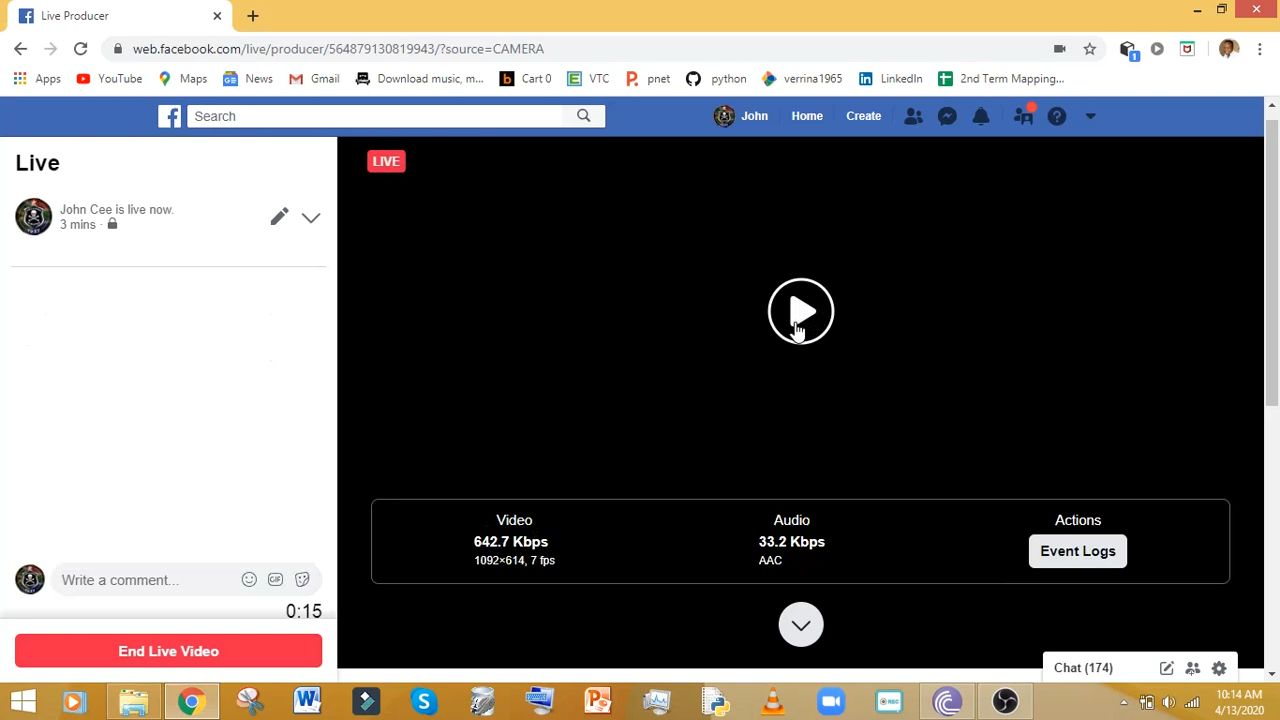 Live Producer
web.facebook.com/live/producer/564879130819943/?source=CAMERA
Apps YouTube Maps News Gmail Download music, m... Cart 0 VTC pnet python verrina1965 LinkedIn 2nd Term Mapping...
1
Search
John Home Create
Live
LIVE
John Cee is live now.
3 mins ·
Video Audio Actions
642.7 Kbps 33.2 Kbps Event Logs
1092×614, 7 fps AAC
Write a comment... GIF
0:15
End Live Video
Chat (174)
REC
10:14 AM
4/13/2020